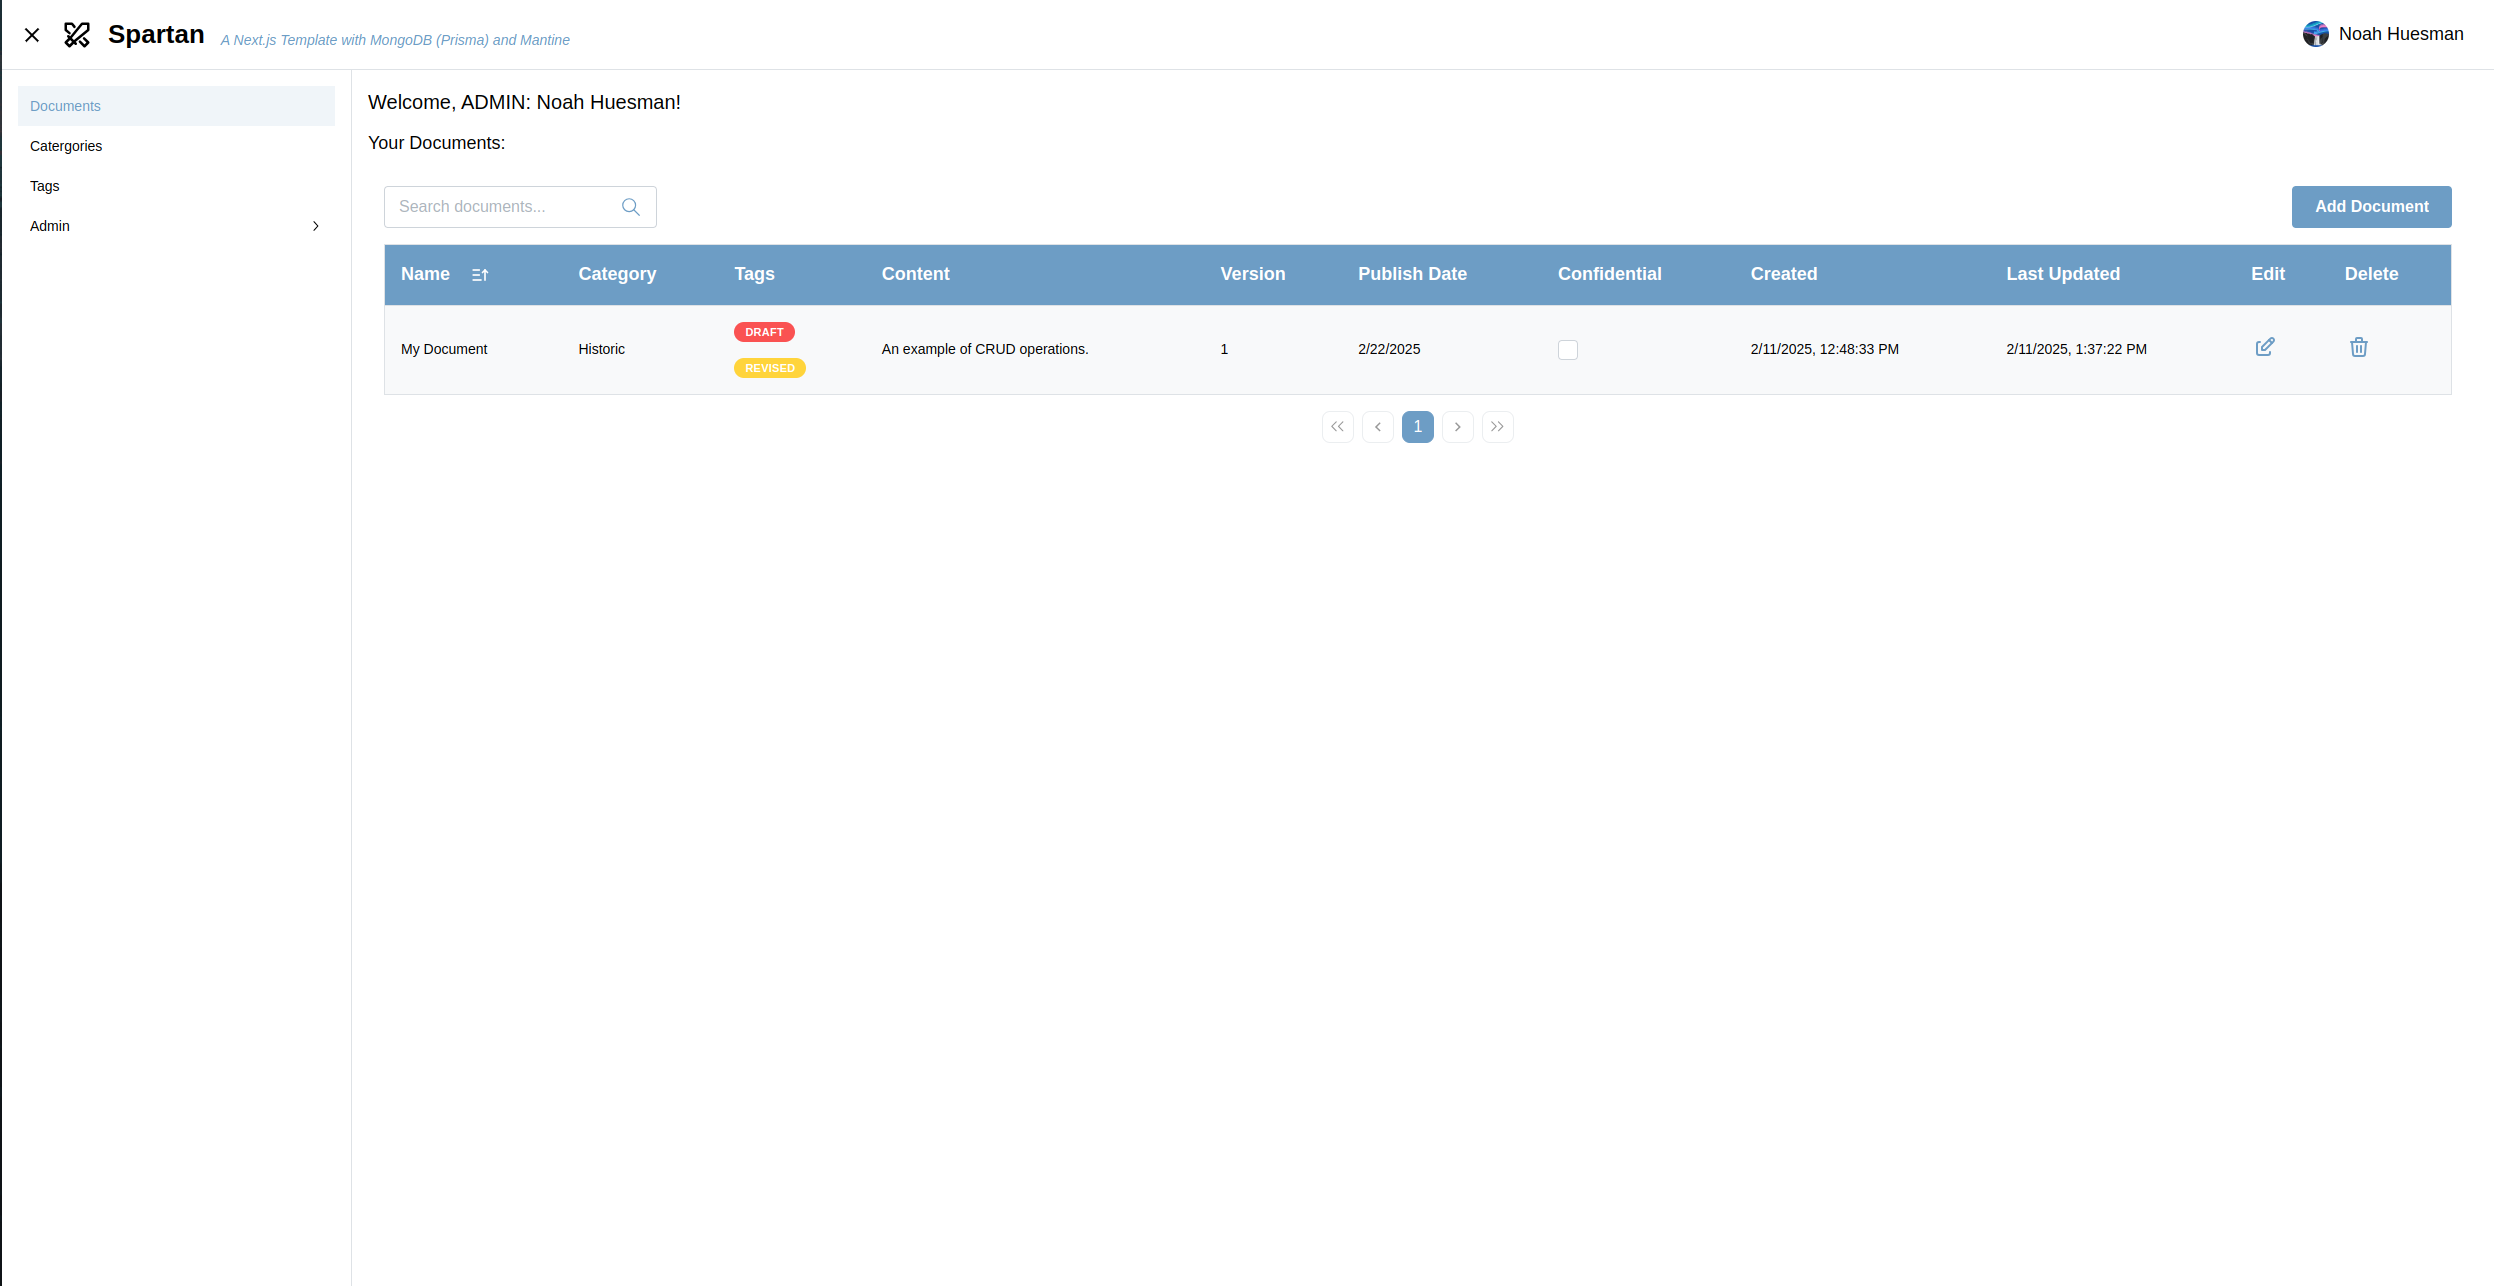 Spartan A Next.js Template with MongoDB (Prisma) and Mantine Noah Huesman
Documents
Catergories
Tags
Admin
Welcome, ADMIN: Noah Huesman!
Your Documents:
Search documents... Add Document
Name Category Tags Content Version Publish Date Confidential Created Last Updated Edit Delete
DRAFT
My Document Historic An example of CRUD operations. 1 2/22/2025 2/11/2025, 12:48:33 PM 2/11/2025, 1:37:22 PM
REVISED
1